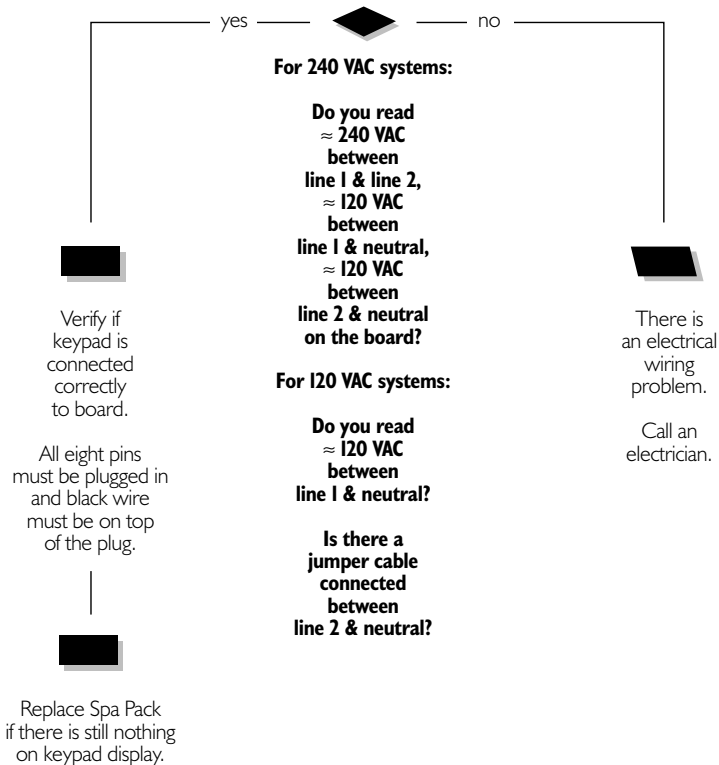 yes
no
For 240 VAC systems:
Do you read
≈ 240 VAC
between
line 1 & line 2,
≈ 120 VAC
between
line 1 & neutral,
≈ 120 VAC
between
line 2 & neutral
on the board?
For 120 VAC systems:
Do you read
≈ 120 VAC
between
line 1 & neutral?
Is there a
jumper cable
connected
between
line 2 & neutral?
Verify if
keypad is
connected
correctly
to board.
All eight pins
must be plugged in
and black wire
must be on top
of the plug.
Replace Spa Pack
if there is still nothing
on keypad display.
There is
an electrical
wiring
problem.
Call an
electrician.